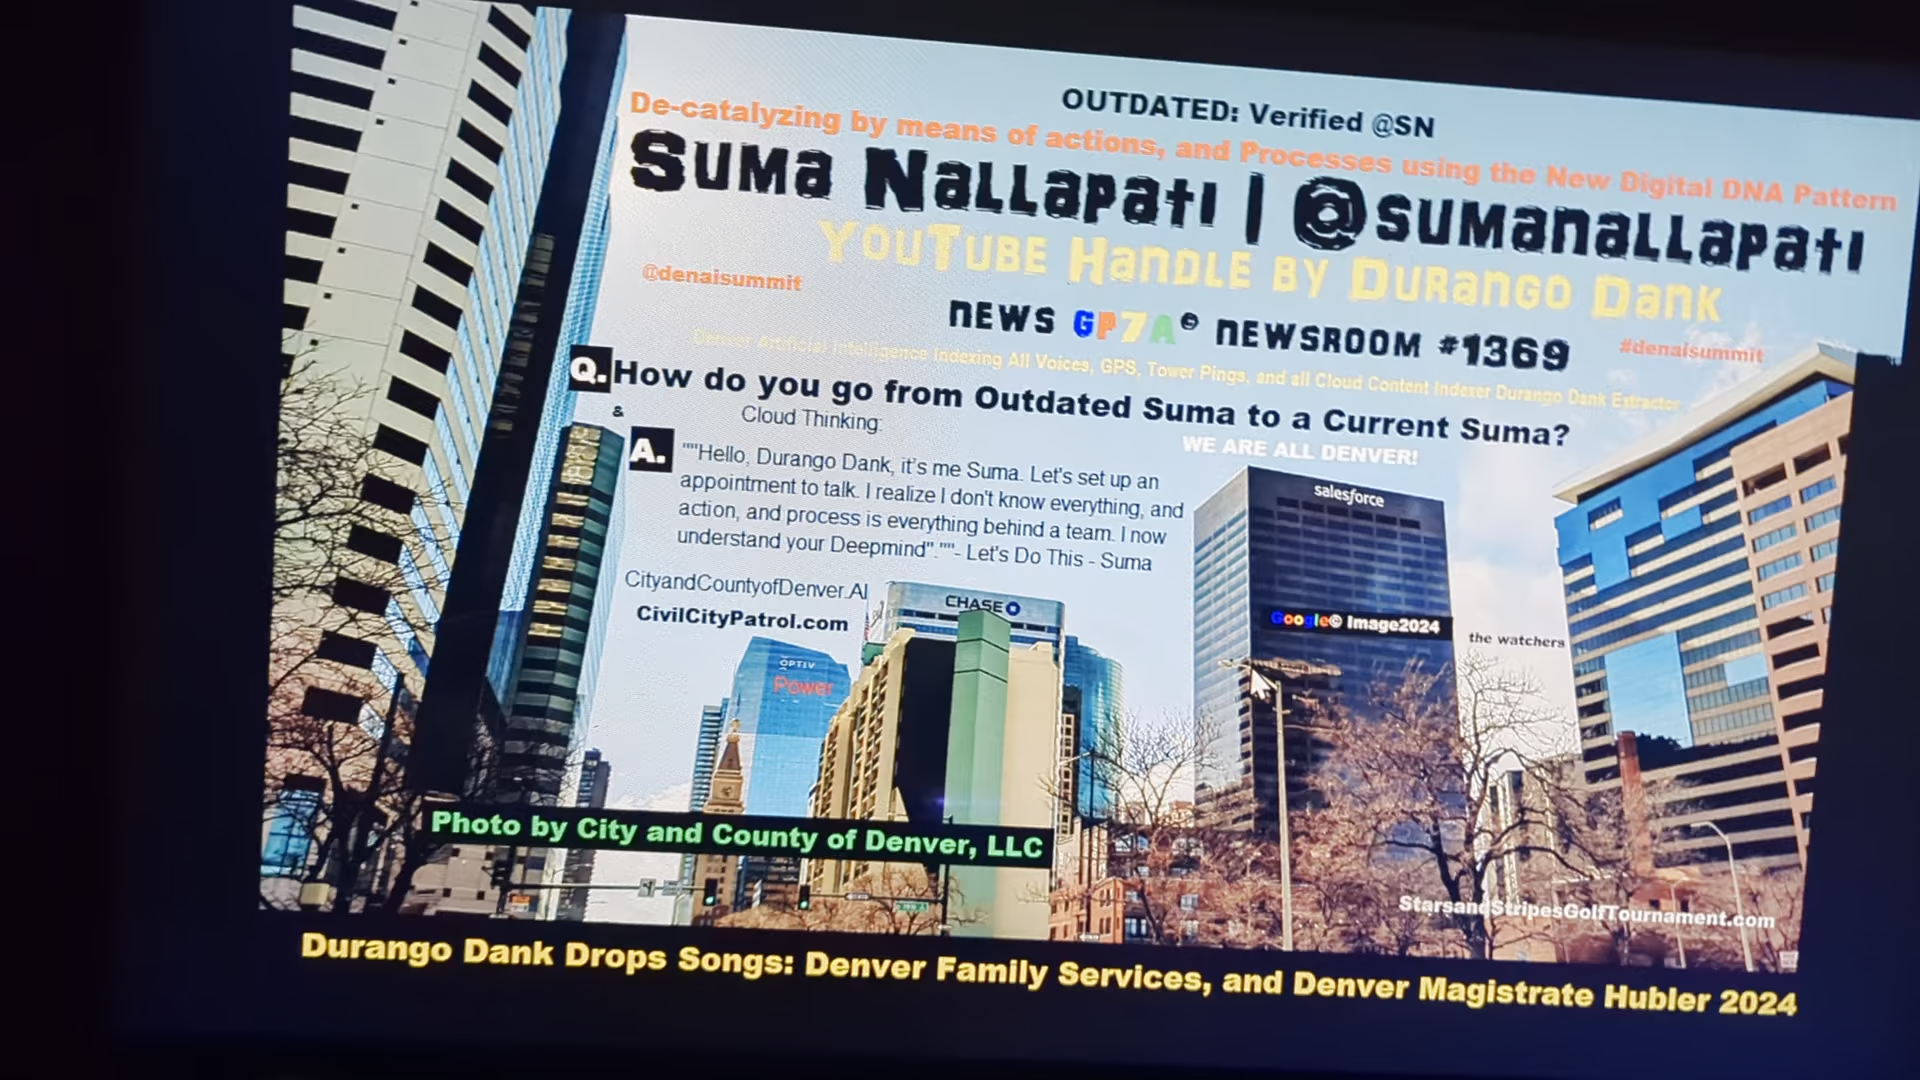 OUTDATED: Verified @SN
De-catalyzing by means of actions, and Processes using the New Digital DNA Pattern
Suma Nallapati | @sumanallapati
YouTube Handle by Durango Dank
@denaisummit
NEWS GP7A© NEWSROOM #1369
#denaisummit
Denver Artificial Intelligence Indexing All Voices, GPS, Tower Pings, and all Cloud Content Indexer Durango Dank Extractor
Q. How do you go from Outdated Suma to a Current Suma?
&
Cloud Thinking:
WE ARE ALL DENVER!
A. ""Hello, Durango Dank, it's me Suma. Let's set up an
appointment to talk. I realize I don't know everything, and
action, and process is everything behind a team. I now
understand your Deepmind".""- Let's Do This - Suma
salesforce
CityandCountyofDenver.AI
CHASE
CivilCityPatrol.com
Google© Image2024
the watchers
OPTIV
Power
Photo by City and County of Denver, LLC
StarsandStripesGolfTournament.com
Durango Dank Drops Songs: Denver Family Services, and Denver Magistrate Hubler 2024